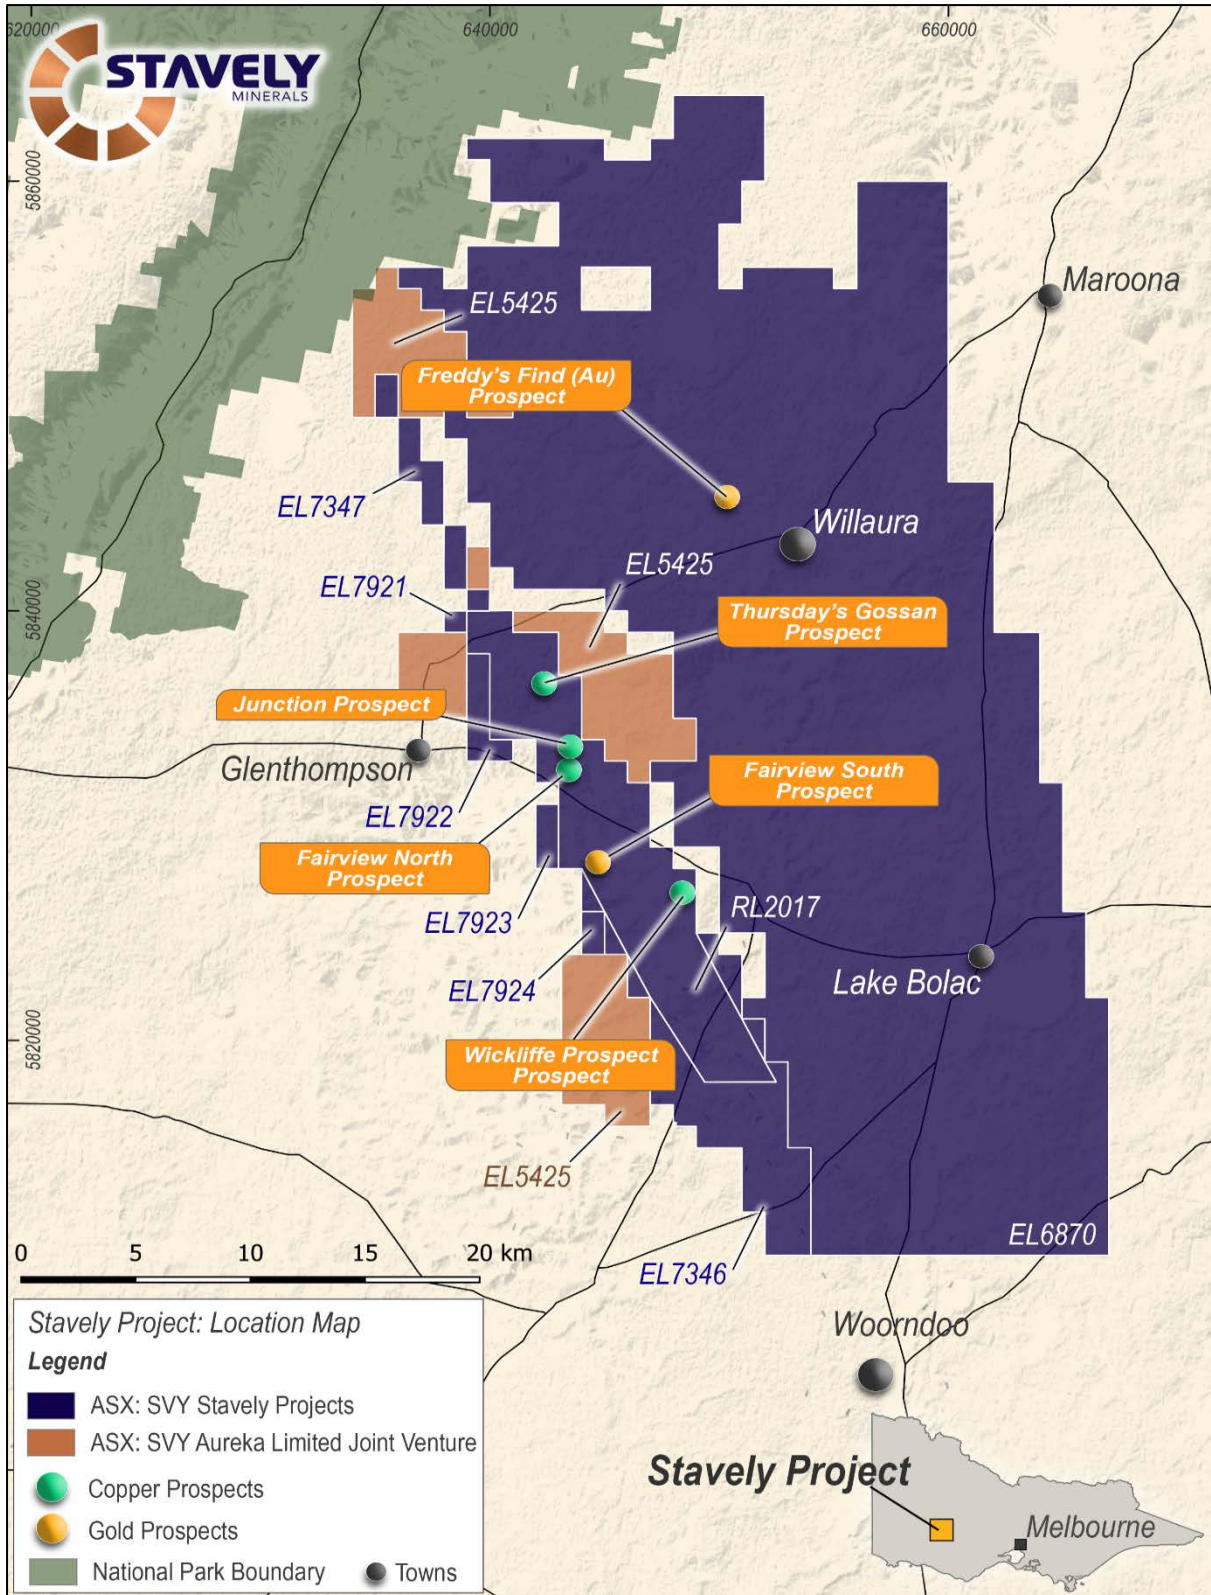 620000
640000
660000
STAVELY
MINERALS
5860000
Maroona
EL5425
Freddy's Find (Au)
Prospect
EL7347
Willaura
EL5425
EL7921
5840000
Thursday's Gossan
Prospect
Junction Prospect
Glenthompson
Fairview South
Prospect
EL7922
Fairview North
Prospect
RL2017
EL7923
EL7924
Lake Bolac
5820000
Wickliffe Prospect
Prospect
EL5425
EL6870
0 5 10 15 20 km
EL7346
Woorndoo
Stavely Project: Location Map
Legend
ASX: SVY Stavely Projects
ASX: SVY Aureka Limited Joint Venture
Copper Prospects
Gold Prospects
National Park Boundary
Towns
Stavely Project
Melbourne